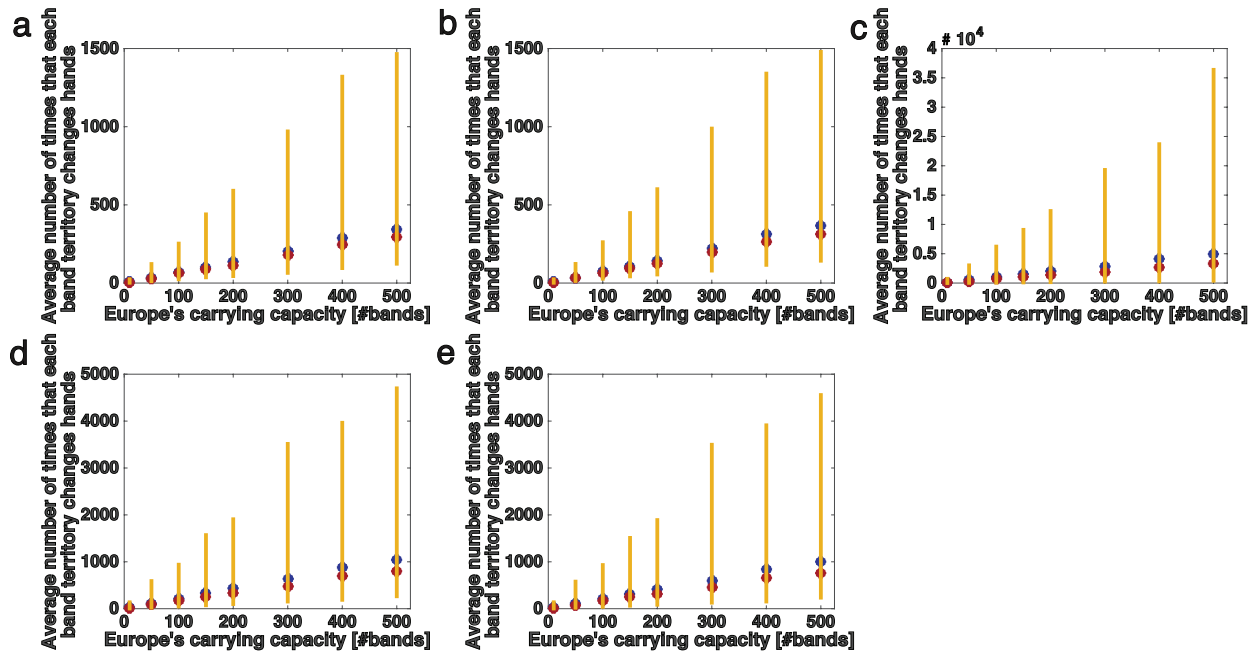 a
Average number of times that each
band territory changes hands
1500
1000
500
0
0 100 200 300 400 500
Europe's carrying capacity [#bands]
b
Average number of times that each
band territory changes hands
1500
1000
500
0
0 100 200 300 400 500
Europe's carrying capacity [#bands]
c
Average number of times that each
band territory changes hands
# 10^4
4
3.5
3
2.5
2
1.5
1
0.5
0
0 100 200 300 400 500
Europe's carrying capacity [#bands]
d
Average number of times that each
band territory changes hands
5000
4000
3000
2000
1000
0
0 100 200 300 400 500
Europe's carrying capacity [#bands]
e
Average number of times that each
band territory changes hands
5000
4000
3000
2000
1000
0
0 100 200 300 400 500
Europe's carrying capacity [#bands]